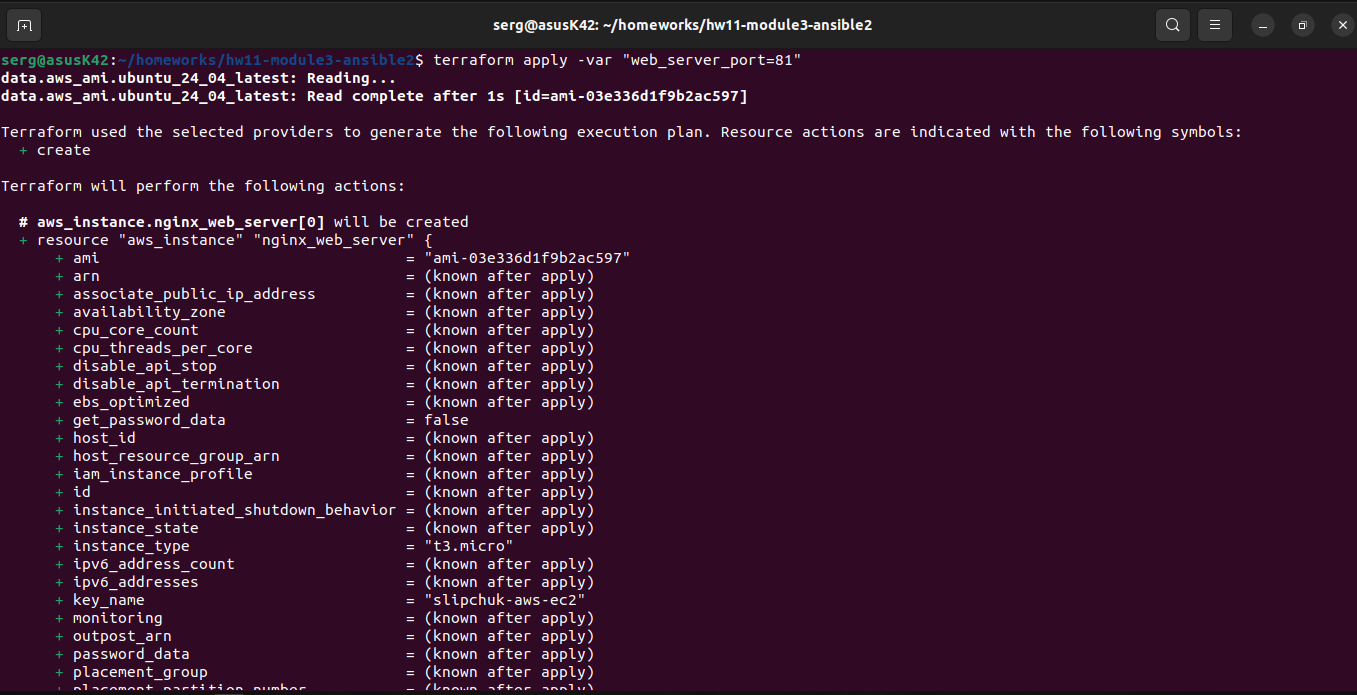 serg@asusK42: ~/homeworks/hw11-module3-ansible2
serg@asusK42:~/homeworks/hw11-module3-ansible2$ terraform apply -var "web_server_port=81"
data.aws_ami.ubuntu_24_04_latest: Reading...
data.aws_ami.ubuntu_24_04_latest: Read complete after 1s [id=ami-03e336d1f9b2ac597]
Terraform used the selected providers to generate the following execution plan. Resource actions are indicated with the following symbols:
  + create
Terraform will perform the following actions:
  # aws_instance.nginx_web_server[0] will be created
  + resource "aws_instance" "nginx_web_server" {
      + ami                                  = "ami-03e336d1f9b2ac597"
      + arn                                  = (known after apply)
      + associate_public_ip_address          = (known after apply)
      + availability_zone                    = (known after apply)
      + cpu_core_count                       = (known after apply)
      + cpu_threads_per_core                 = (known after apply)
      + disable_api_stop                     = (known after apply)
      + disable_api_termination              = (known after apply)
      + ebs_optimized                        = (known after apply)
      + get_password_data                    = false
      + host_id                              = (known after apply)
      + host_resource_group_arn              = (known after apply)
      + iam_instance_profile                 = (known after apply)
      + id                                   = (known after apply)
      + instance_initiated_shutdown_behavior = (known after apply)
      + instance_state                       = (known after apply)
      + instance_type                        = "t3.micro"
      + ipv6_address_count                   = (known after apply)
      + ipv6_addresses                       = (known after apply)
      + key_name                             = "slipchuk-aws-ec2"
      + monitoring                           = (known after apply)
      + outpost_arn                          = (known after apply)
      + password_data                        = (known after apply)
      + placement_group                      = (known after apply)
      + placement_partition_number           = (known after apply)